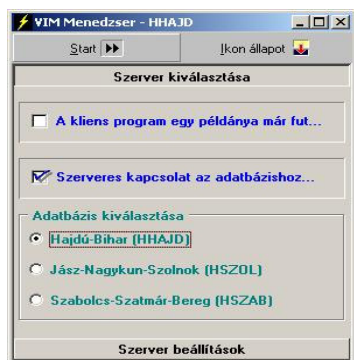 VIM Menedzser - HHAJD
Start
Ikon állapot
Szerver kiválasztása
A kliens program egy példánya már fut...
Szerveres kapcsolat az adatbázishoz...
Adatbázis kiválasztása
Hajdú-Bihar (HHAJD)
Jász-Nagykun-Szolnok (HSZOL)
Szabolcs-Szatmár-Bereg (HSZAB)
Szerver beállítások